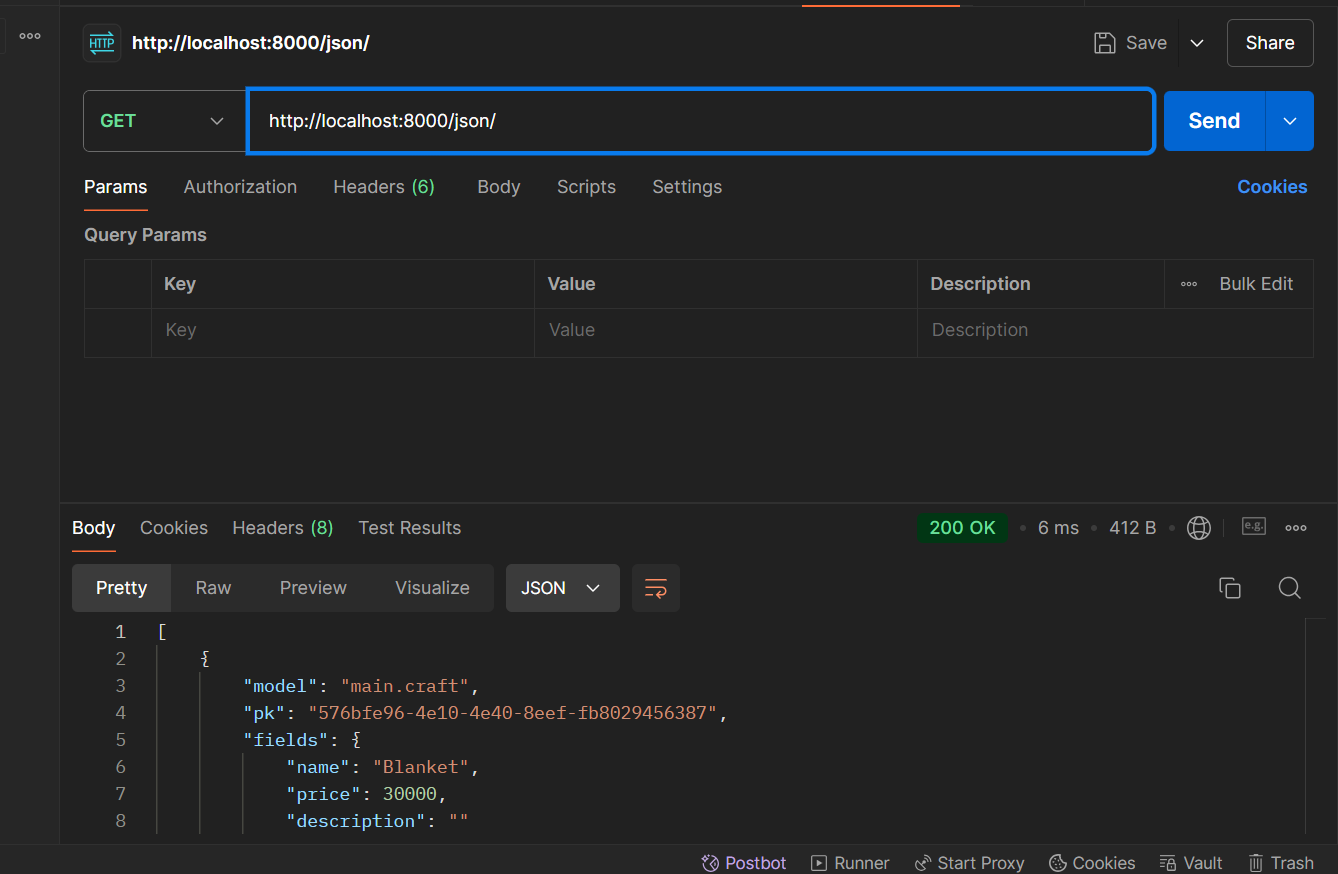 HTTP http://localhost:8000/json/ Save Share
GET http://localhost:8000/json/ Send
Params Authorization Headers (6) Body Scripts Settings Cookies
Query Params
Key Value Description Bulk Edit
Key Value Description
Body Cookies Headers (8) Test Results 200 OK • 6 ms • 412 B • e.g.
Pretty Raw Preview Visualize JSON
1 [
2 {
3 "model": "main.craft",
4 "pk": "576bfe96-4e10-4e40-8eef-fb8029456387",
5 "fields": {
6 "name": "Blanket",
7 "price": 30000,
8 "description": ""
Postbot Runner Start Proxy Cookies Vault Trash